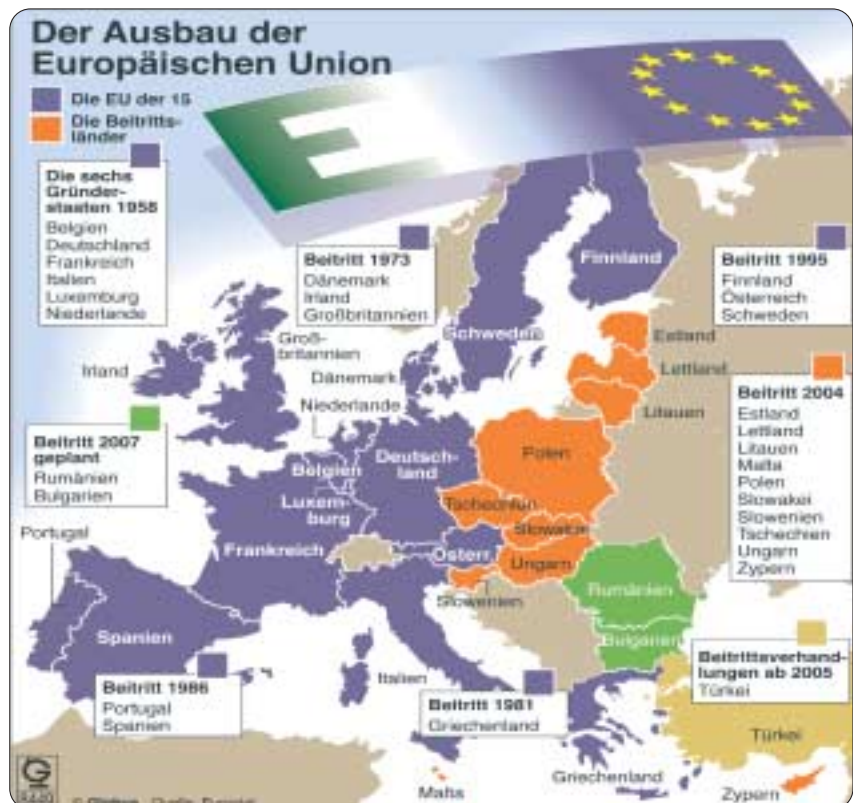 Der Ausbau der
Europäischen Union
Die EU der 15
Die Beitritts-
länder
Die sechs
Gründer-
staaten 1958
Belgien
Deutschland
Frankreich
Italien
Luxemburg
Niederlande
Beitritt 1973
Dänemark
Irland
Großbritannien
Beitritt 1995
Finnland
Österreich
Schweden
Finnland
Schweden
Estland
Lettland
Litauen
Groß-
britannien
Irland
Dänemark
Niederlande
Beitritt 2004
Estland
Lettland
Litauen
Malta
Polen
Slowakei
Slowenien
Tschechien
Ungarn
Zypern
Beitritt 2007
geplant
Rumänien
Bulgarien
Belgien
Deutsch-
land
Polen
Luxem-
burg
Tschechien
Slowakei
Portugal
Frankreich
Österr.
Ungarn
Slowenien
Rumänien
Bulgarien
Spanien
Beitritt 1986
Portugal
Spanien
Italien
Beitritt 1981
Griechenland
Beitrittsverhand-
lungen ab 2005
Türkei
Türkei
Griechenland
Malta
Zypern
G
© Globus Quelle: